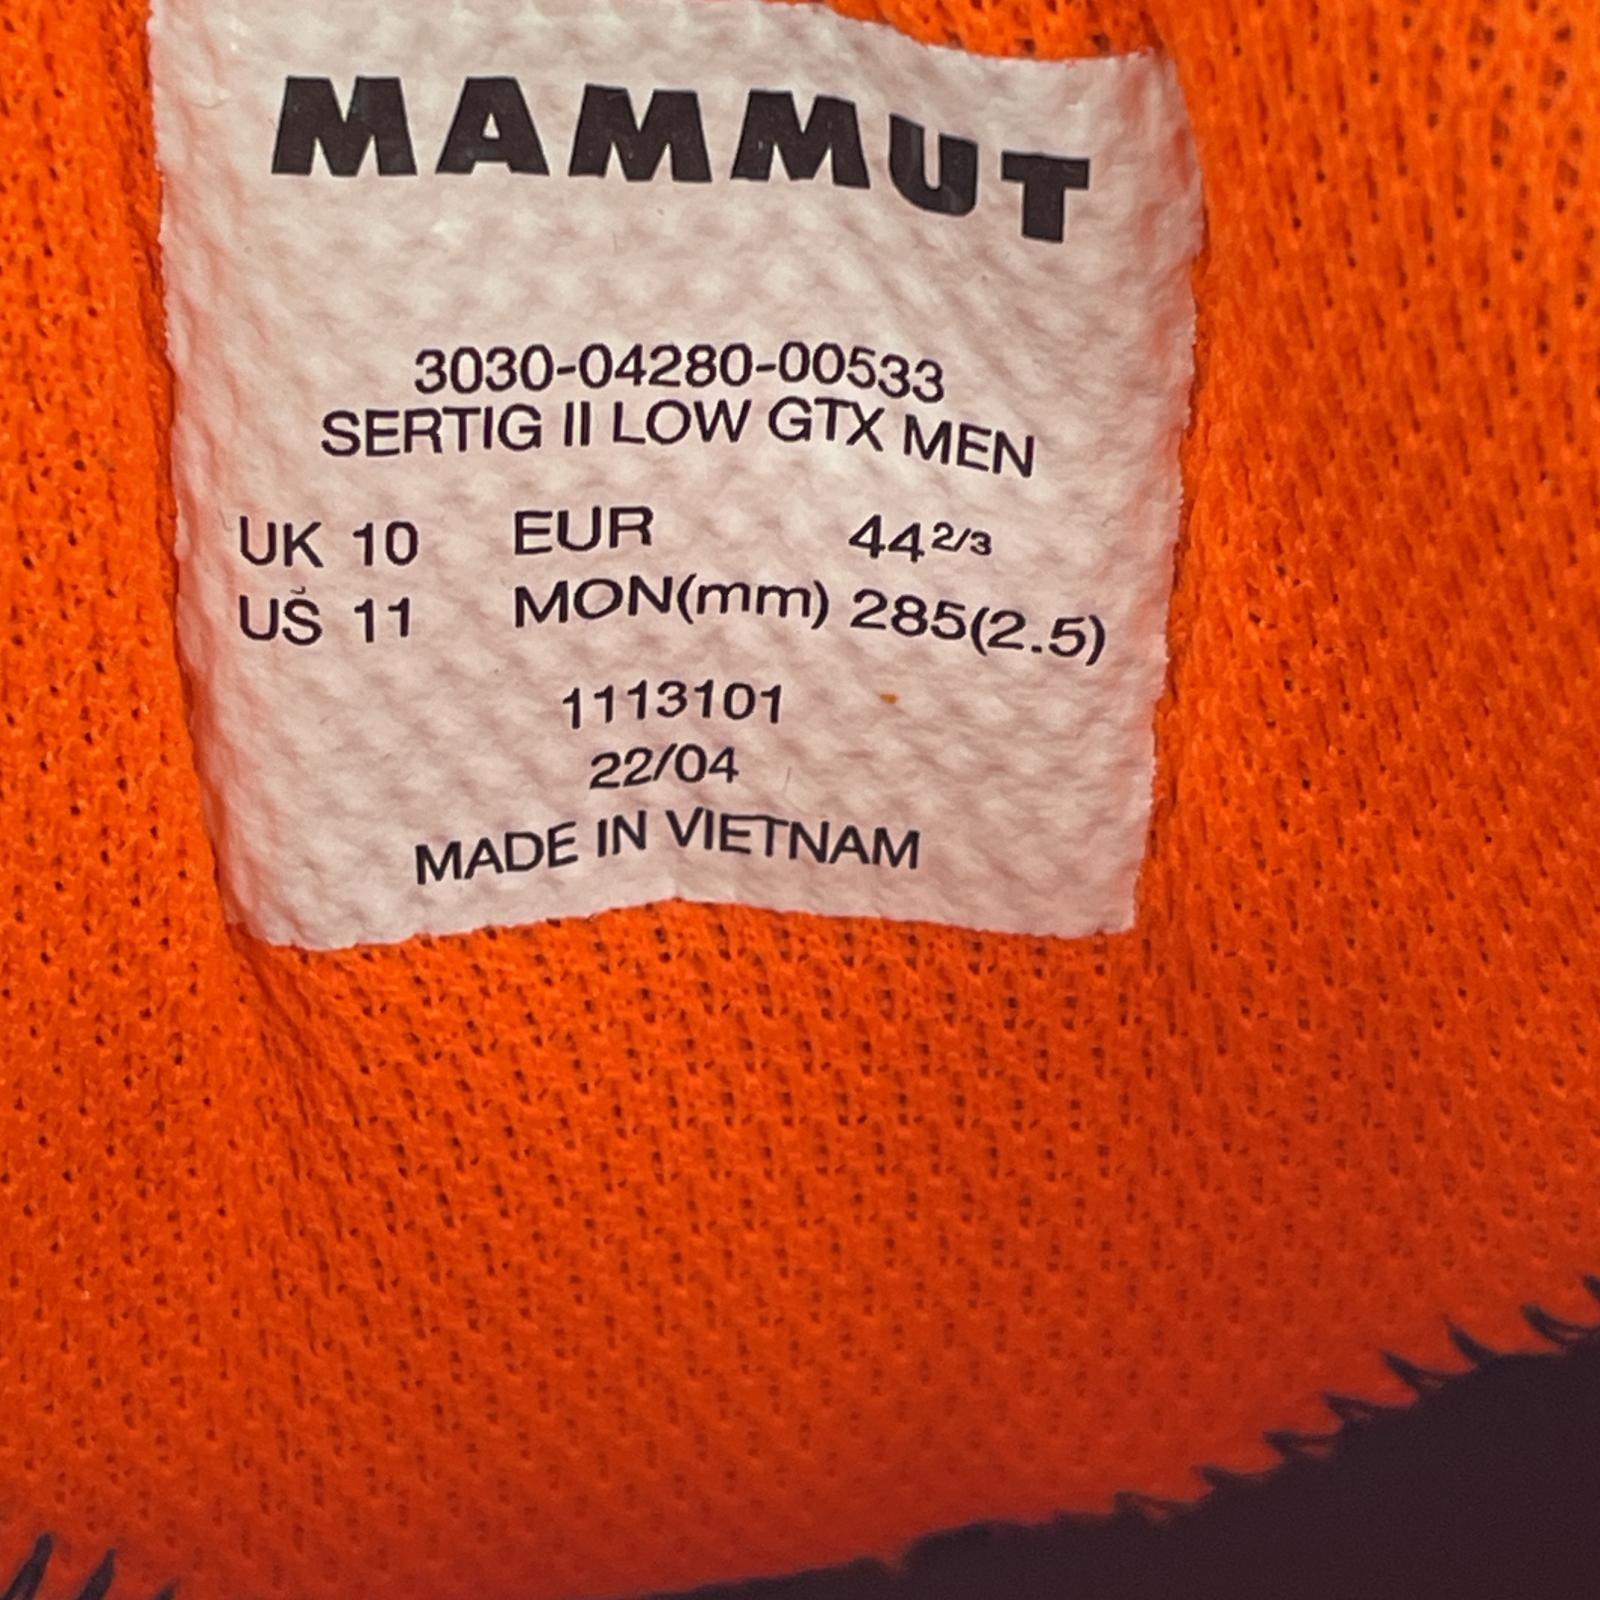 MAMMUT
3030-04280-00533
SERTIG II LOW GTX MEN
UK 10 EUR 44 2/3
US 11 MON(mm) 285(2.5)
1113101
22/04
MADE IN VIETNAM